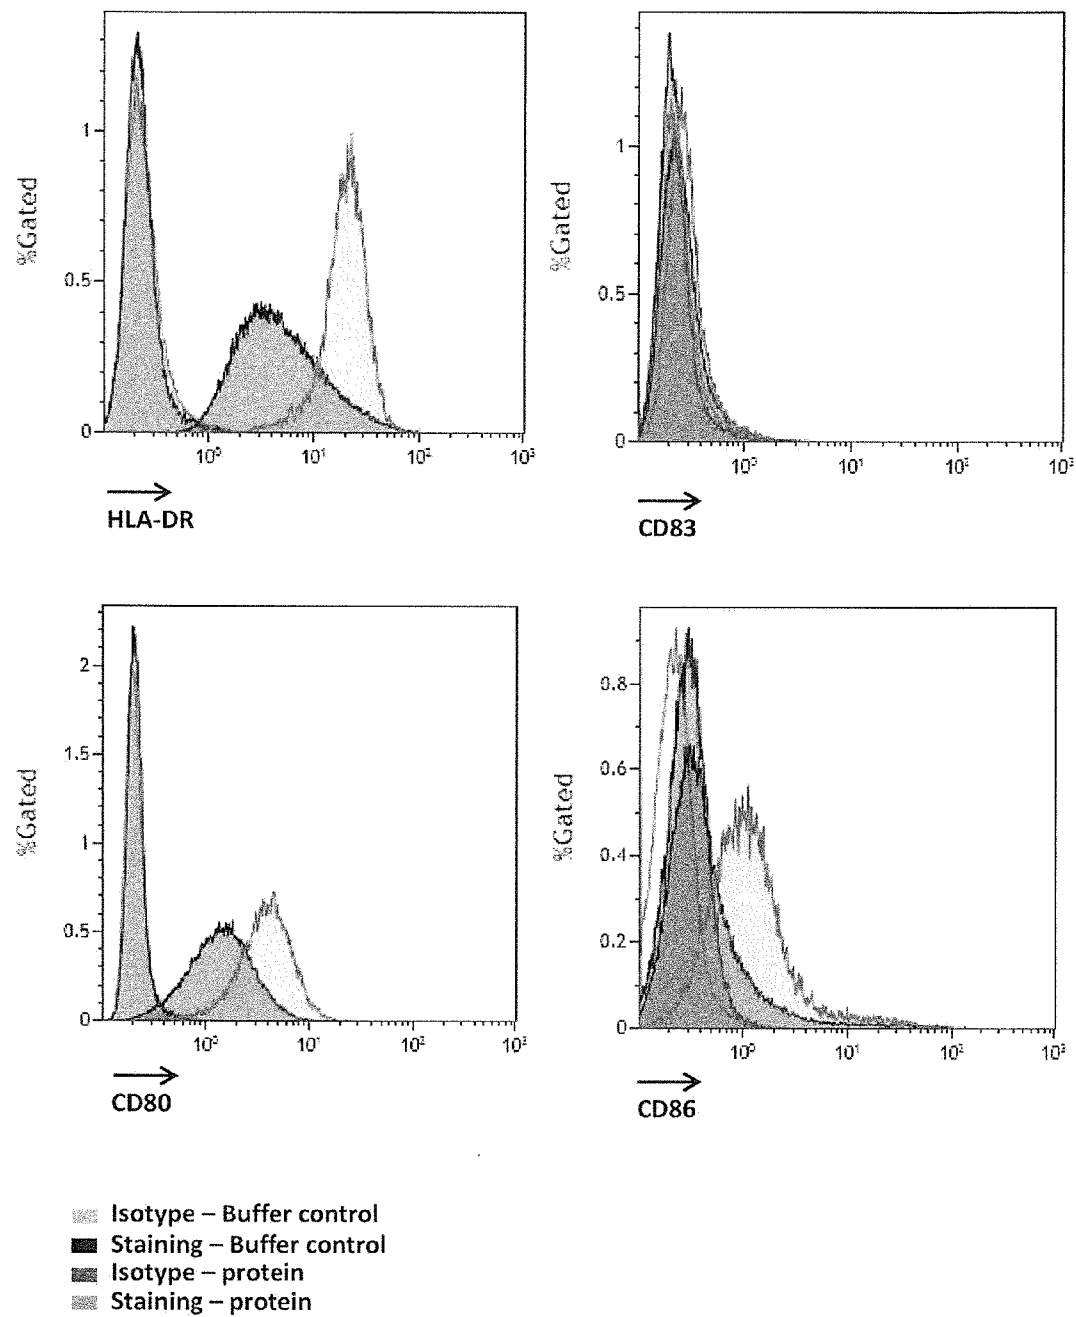 %Gated
1
0.5
0
10⁰ 10¹ 10² 10³
HLA-DR
%Gated
1
0.5
0
10⁰ 10¹ 10² 10³
CD83
%Gated
2
1.5
1
0.5
0
10⁰ 10¹ 10² 10³
CD80
%Gated
0.8
0.6
0.4
0.2
0
10⁰ 10¹ 10² 10³
CD86
Isotype – Buffer control
Staining – Buffer control
Isotype – protein
Staining – protein